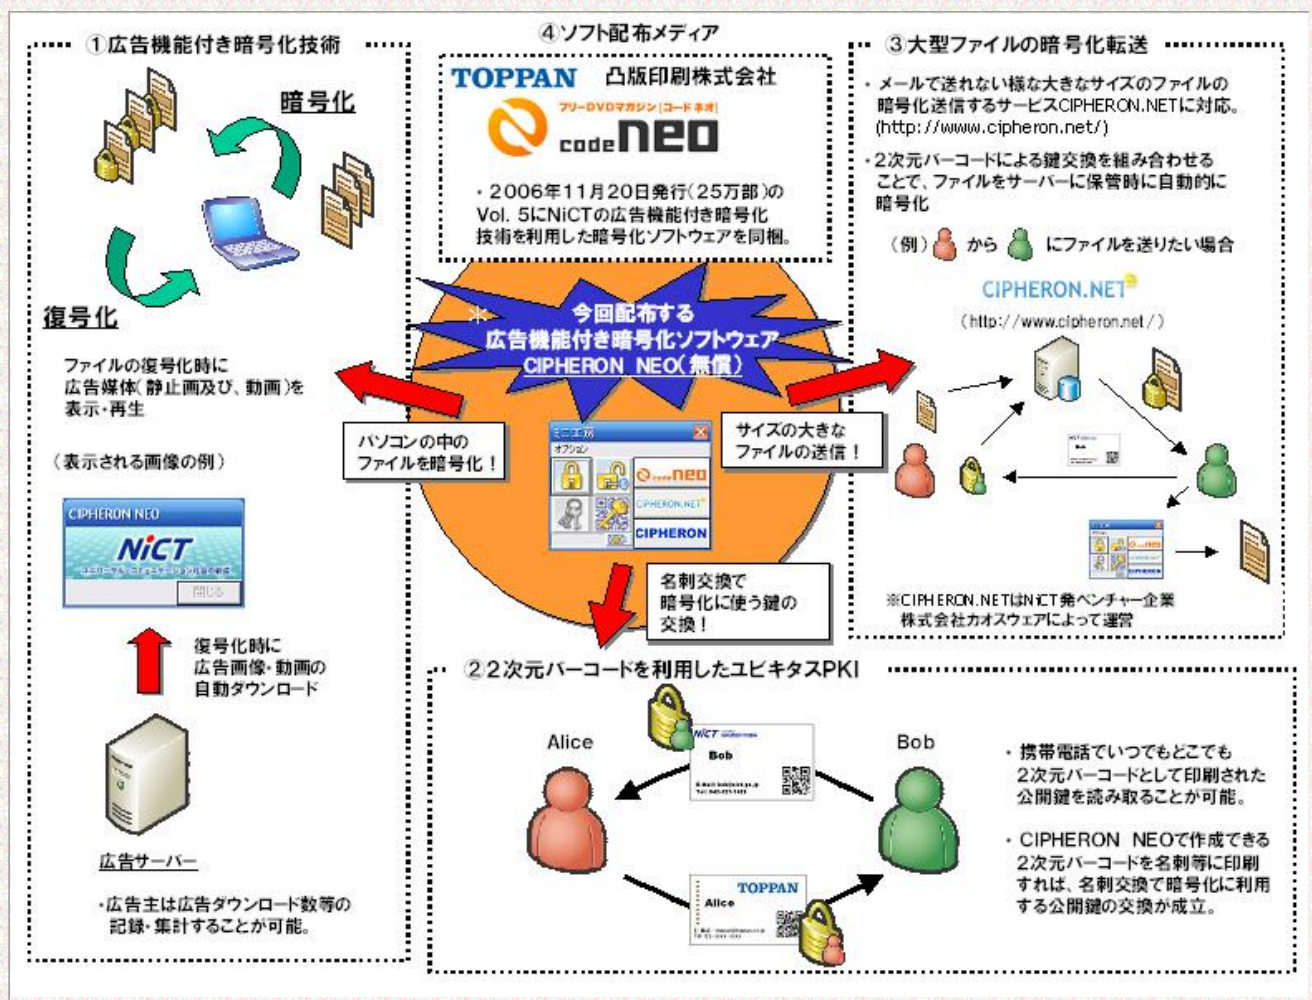 ①広告機能付き暗号化技術
暗号化
復号化
ファイルの復号化時に
広告媒体(静止画及び、動画)を
表示・再生
(表示される画像の例)
CIPHERON NEO
NiCT
ユニバーサル・コミュニケーション社会の創造
閉じる
復号化時に
広告画像・動画の
自動ダウンロード
広告サーバー
・広告主は広告ダウンロード数等の
記録・集計することが可能。
④ソフト配布メディア
TOPPAN 凸版印刷株式会社
フリーDVDマガジン[コードネオ]
code neo
・2006年11月20日発行(25万部)の
Vol. 5にNiCTの広告機能付き暗号化
技術を利用した暗号化ソフトウェアを同梱。
※
今回配布する
広告機能付き暗号化ソフトウェア
CIPHERON NEO(無償)
パソコンの中の
ファイルを暗号化!
サイズの大きな
ファイルの送信!
ミニ工房
オプション
code neo
CIPHERON.NET
CIPHERON
名刺交換で
暗号化に使う鍵の
交換!
③大型ファイルの暗号化転送
・メールで送れない様な大きなサイズのファイルの
暗号化送信するサービスCIPHERON.NETに対応。
(http://www.cipheron.net/)
・2次元バーコードによる鍵交換を組み合わせる
ことで、ファイルをサーバーに保管時に自動的に
暗号化
(例) から にファイルを送りたい場合
CIPHERON.NET
(http://www.cipheron.net/)
Bob
※CIPHERON.NETはNiCT発ベンチャー企業
株式会社カオスウェアによって運営
②2次元バーコードを利用したユビキタスPKI
Alice
Bob
NiCT
Bob
TOPPAN
Alice
・携帯電話でいつでもどこでも
2次元バーコードとして印刷された
公開鍵を読み取ることが可能。
・CIPHERON NEOで作成できる
2次元バーコードを名刺等に印刷
すれば、名刺交換で暗号化に利用
する公開鍵の交換が成立。